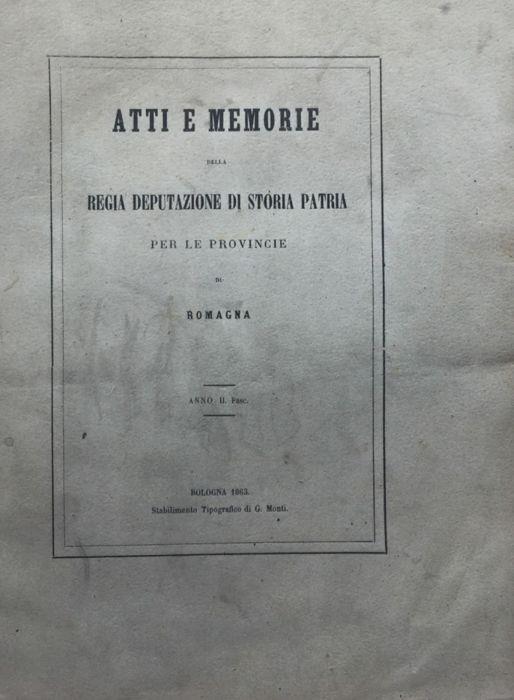 ATTI E MEMORIE
DELLA
REGIA DEPUTAZIONE DI STORIA PATRIA
PER LE PROVINCIE
DI
ROMAGNA
ANNO II. Fasc.
BOLOGNA 1863.
Stabilimento Tipografico di G. Monti.